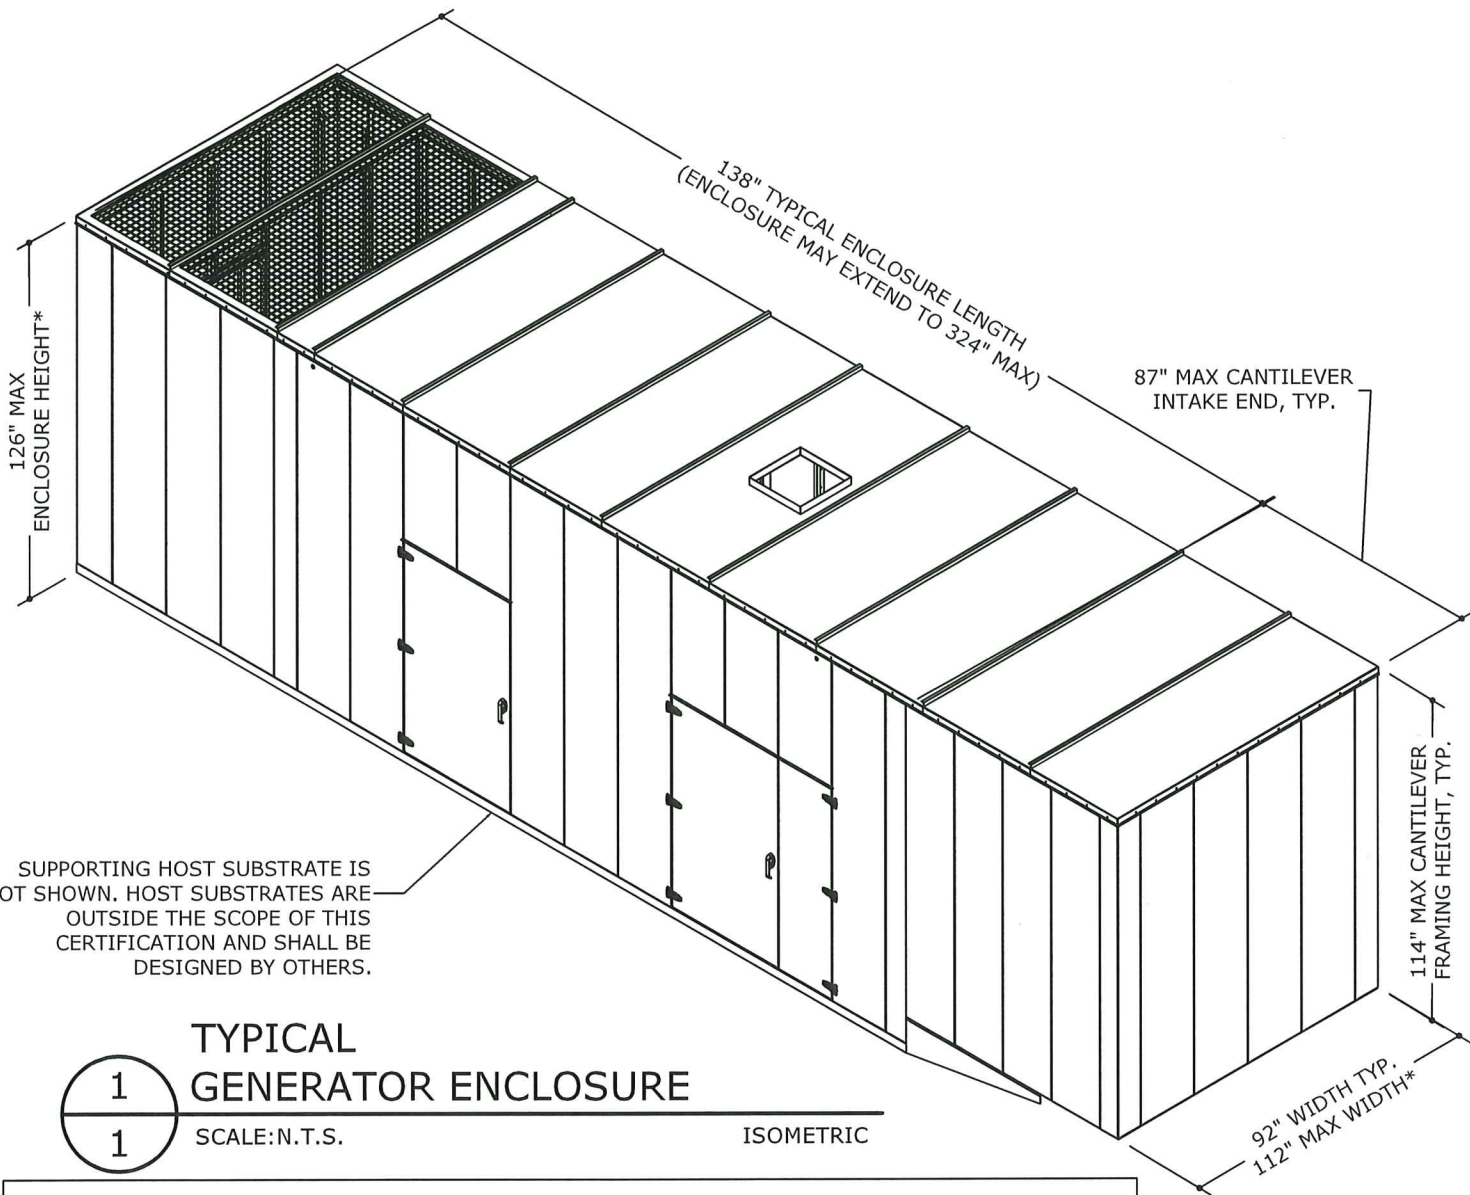 138" TYPICAL ENCLOSURE LENGTH
(ENCLOSURE MAY EXTEND TO 324" MAX)
87" MAX CANTILEVER
INTAKE END, TYP.
126" MAX
ENCLOSURE HEIGHT*
114" MAX CANTILEVER
FRAMING HEIGHT, TYP.
SUPPORTING HOST SUBSTRATE IS
OT SHOWN. HOST SUBSTRATES ARE
OUTSIDE THE SCOPE OF THIS
CERTIFICATION AND SHALL BE
DESIGNED BY OTHERS.
92" WIDTH TYP.
112" MAX WIDTH*
TYPICAL
1 GENERATOR ENCLOSURE
1 SCALE:N.T.S. ISOMETRIC